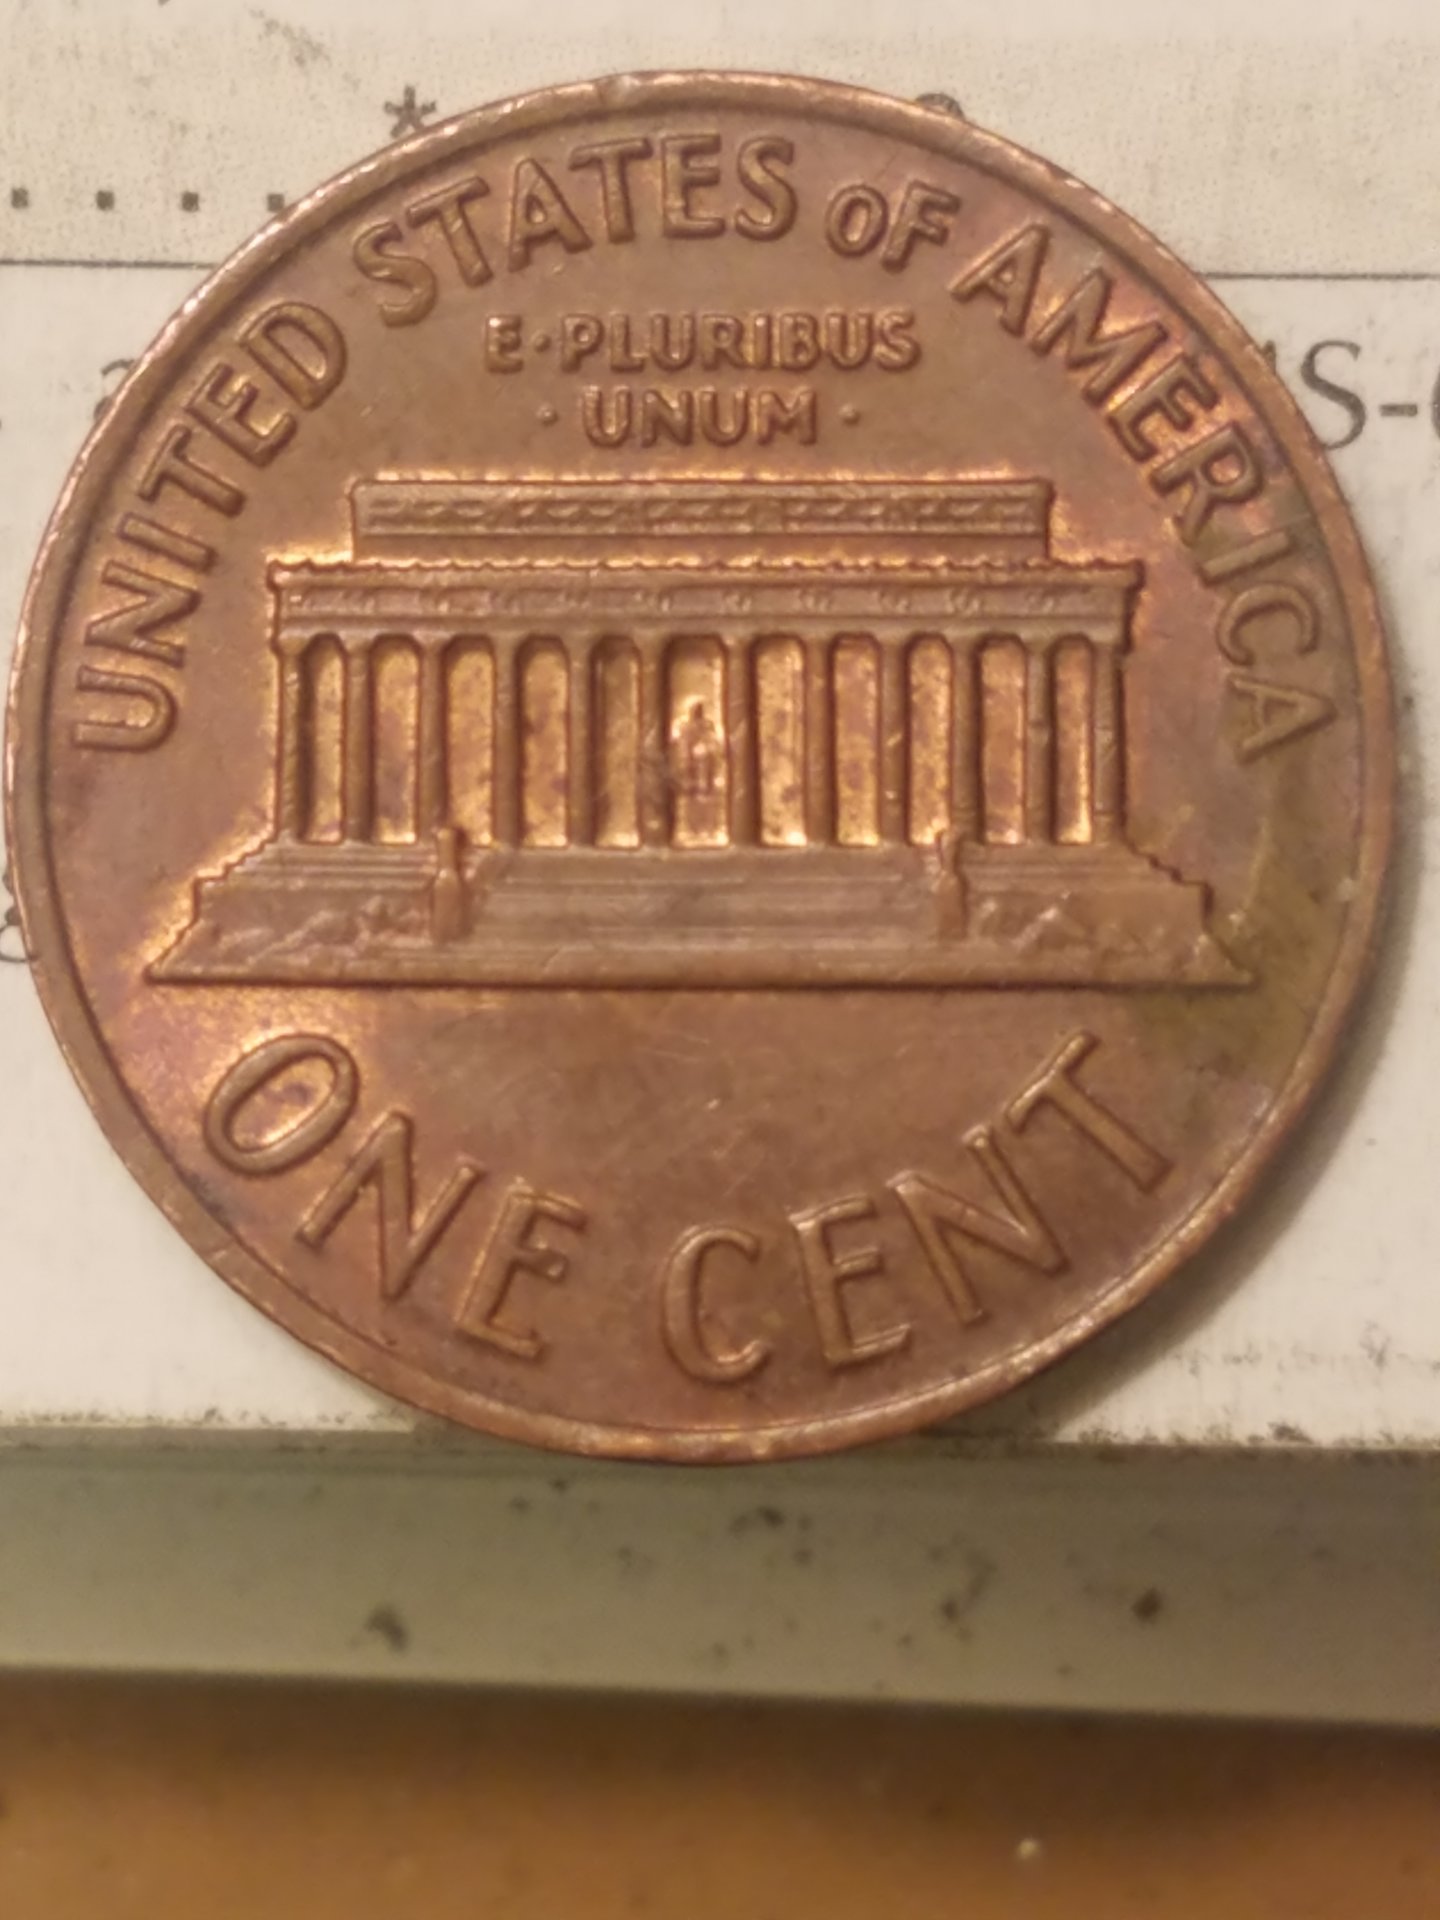 UNITED STATES OF AMERICA
E·PLURIBUS
·UNUM·
ONE CENT
S-